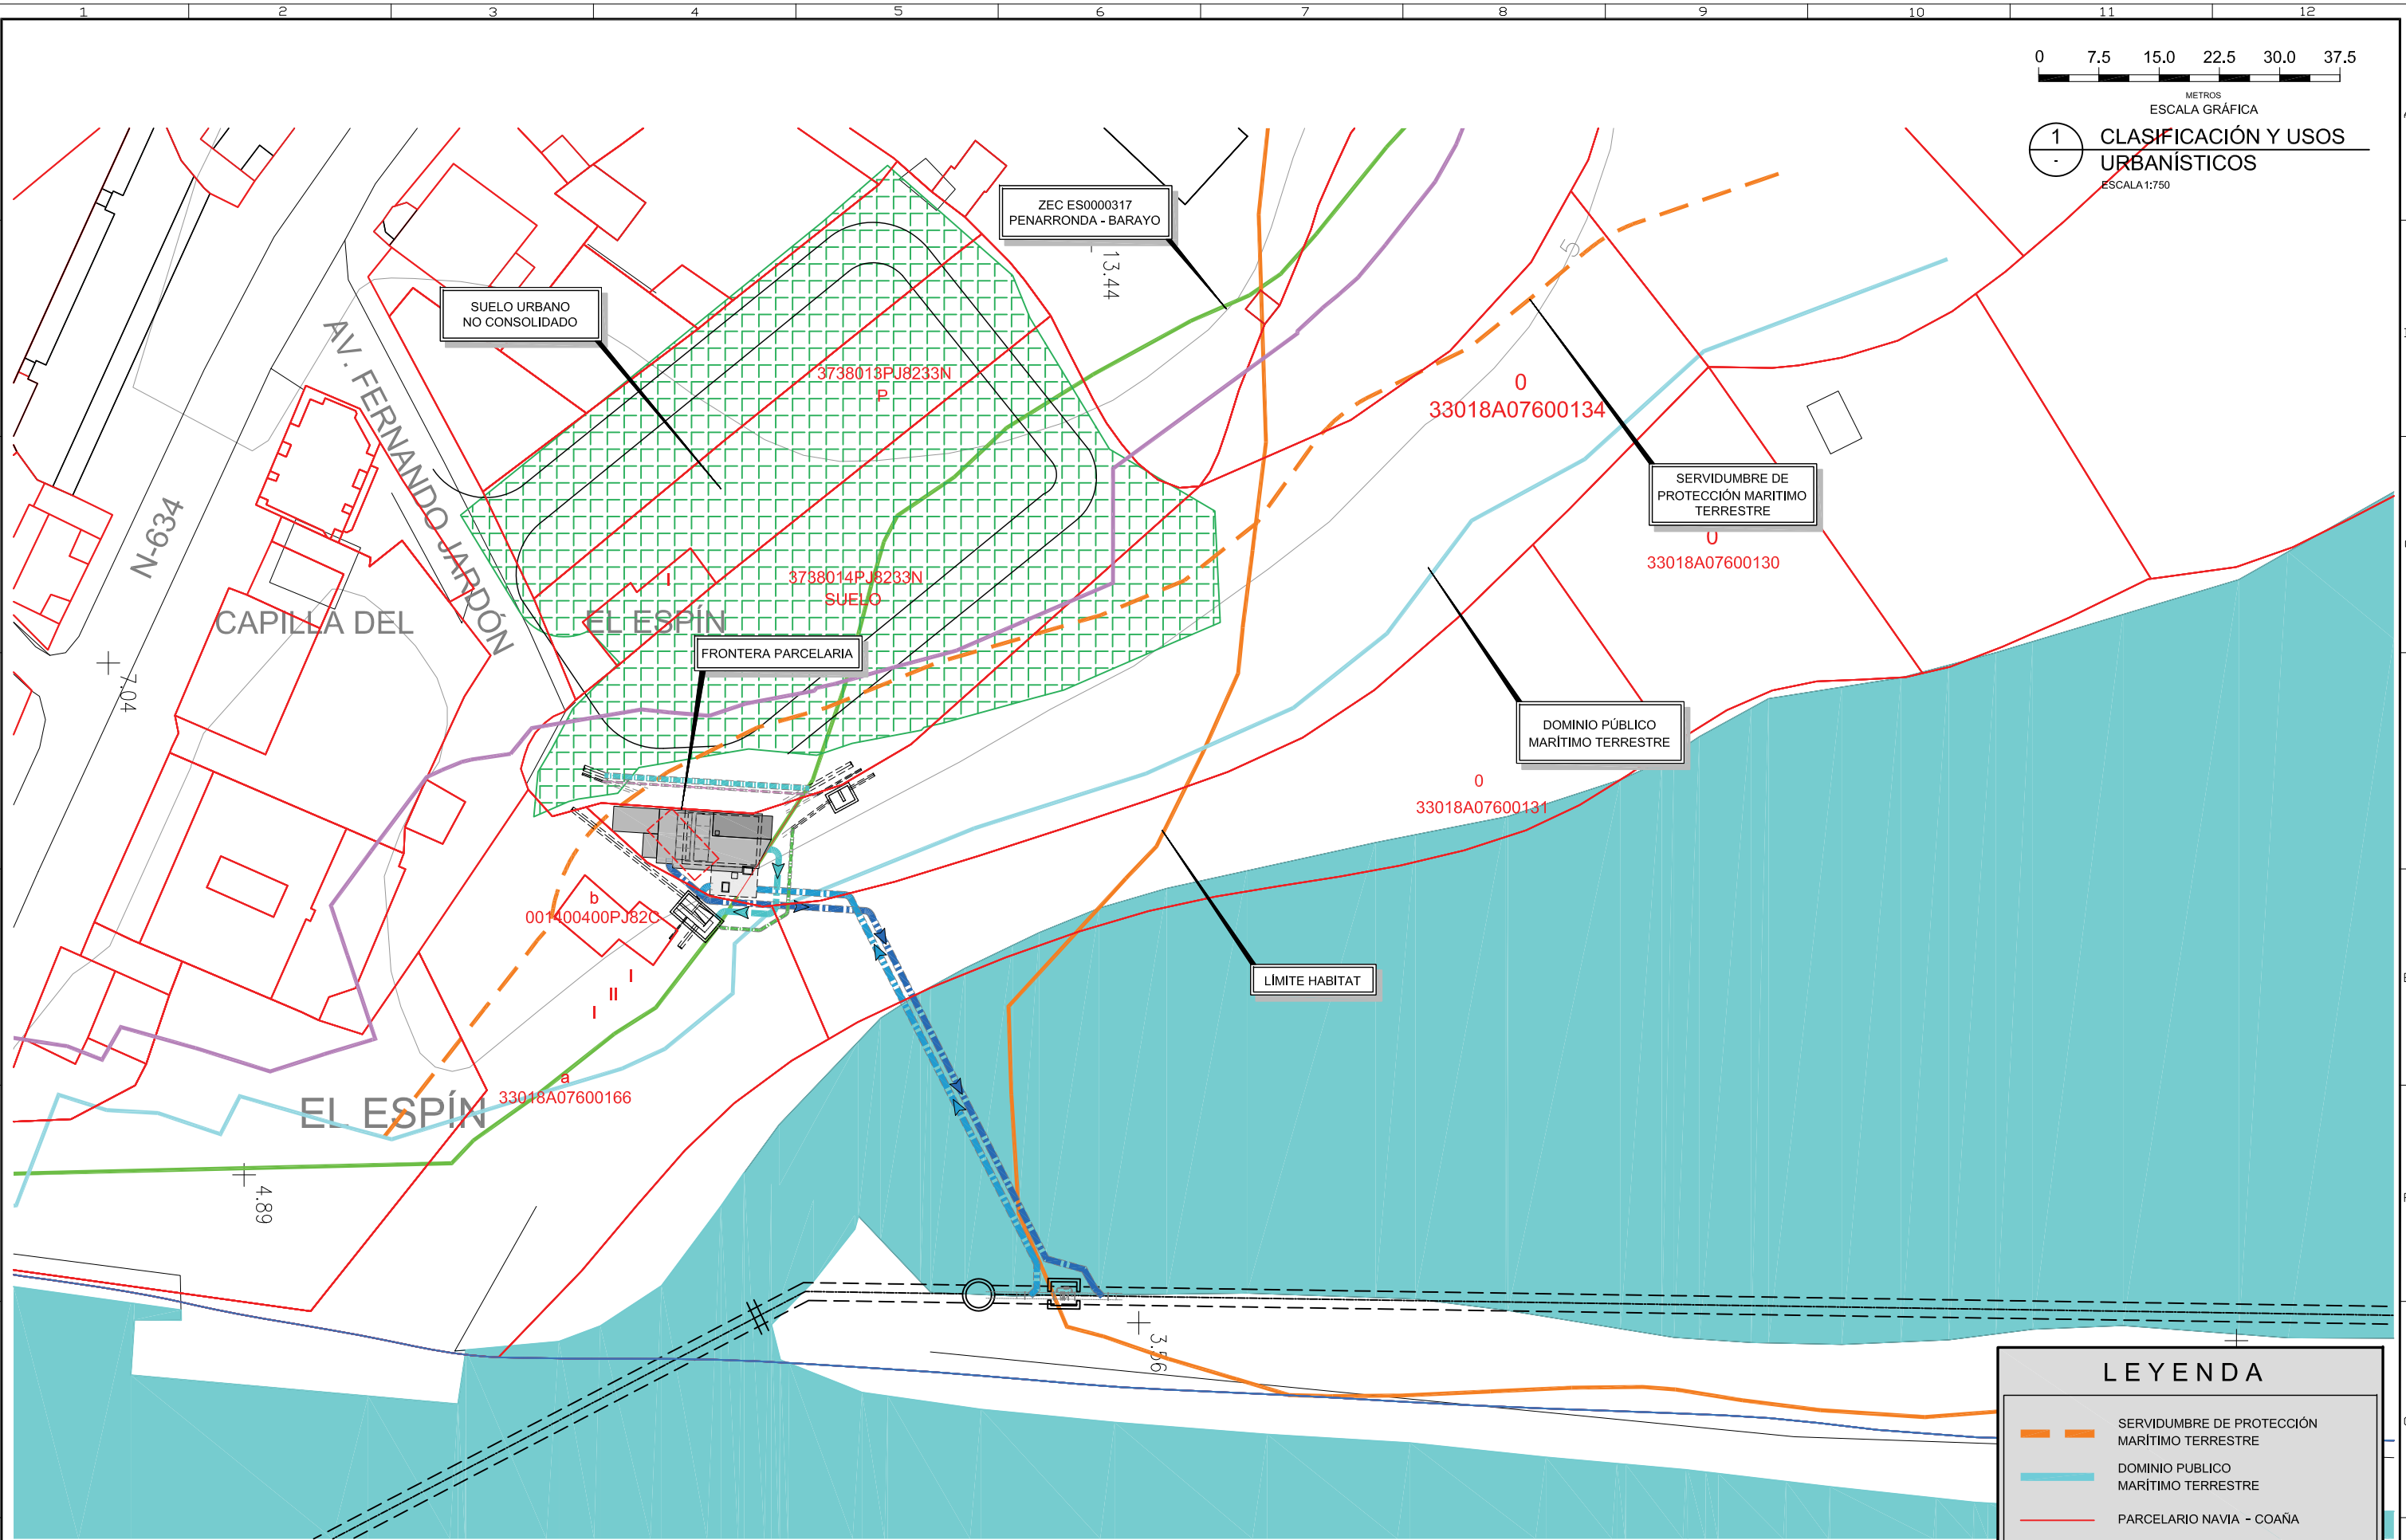 1 2 3 4 5 6 7 8 9 10 11 12
0 7.5 15.0 22.5 30.0 37.5
METROS
ESCALA GRÁFICA
1
-
CLASIFICACIÓN Y USOS
URBANÍSTICOS
ESCALA 1:750
ZEC ES0000317
PENARRONDA - BARAYO
13.44
5
SUELO URBANO
NO CONSOLIDADO
AV. FERNANDO JARDÓN
3738013PJ8233N
P
0
33018A07600134
SERVIDUMBRE DE
PROTECCIÓN MARITIMO
TERRESTRE
0
33018A07600130
N-634
CAPILLA DEL
I
3738014PJ8233N
SUELO
EL ESPÍN
FRONTERA PARCELARIA
7.04
DOMINIO PÚBLICO
MARÍTIMO TERRESTRE
0
33018A07600131
b
001400400PJ82C
I
II
I
LÍMITE HABITAT
a
33018A07600166
EL ESPÍN
4.89
3.56
LEYENDA
SERVIDUMBRE DE PROTECCIÓN
MARÍTIMO TERRESTRE
DOMINIO PUBLICO
MARÍTIMO TERRESTRE
PARCELARIO NAVIA - COAÑA